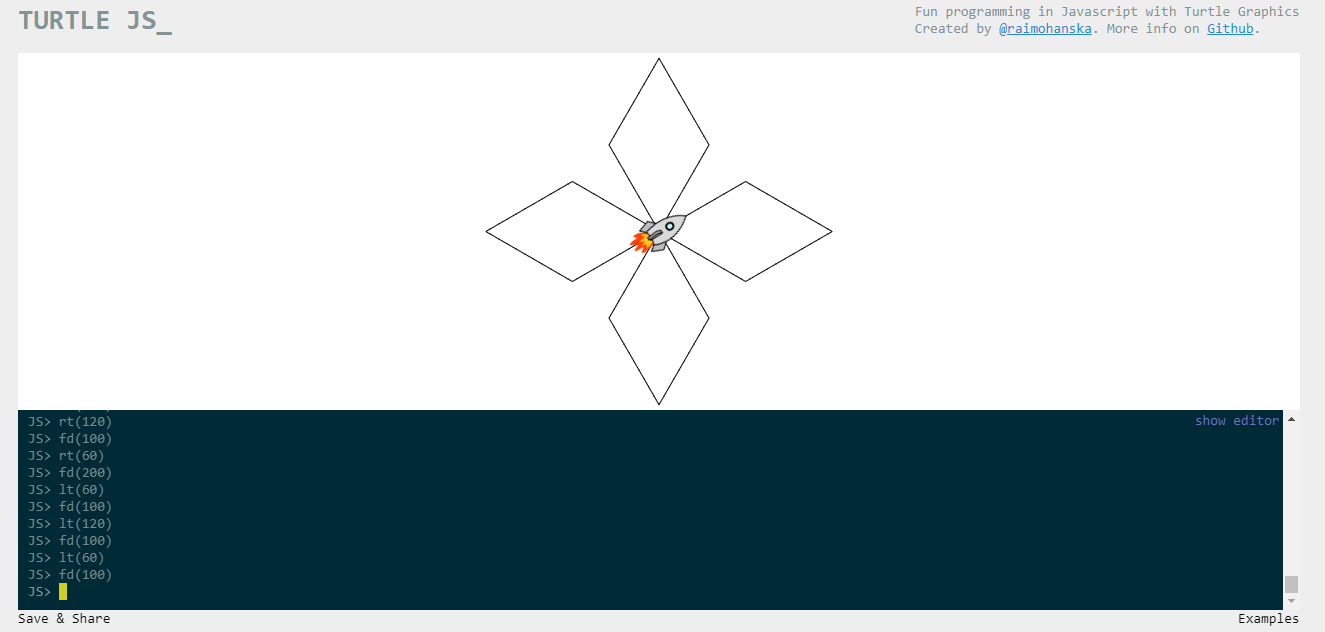 TURTLE JS_
Fun programming in Javascript with Turtle Graphics
Created by @raimohanska. More info on Github.
JS> rt(120)
show editor
JS> fd(100)
JS> rt(60)
JS> fd(200)
JS> lt(60)
JS> fd(100)
JS> lt(120)
JS> fd(100)
JS> lt(60)
JS> fd(100)
JS>
Save & Share
Examples